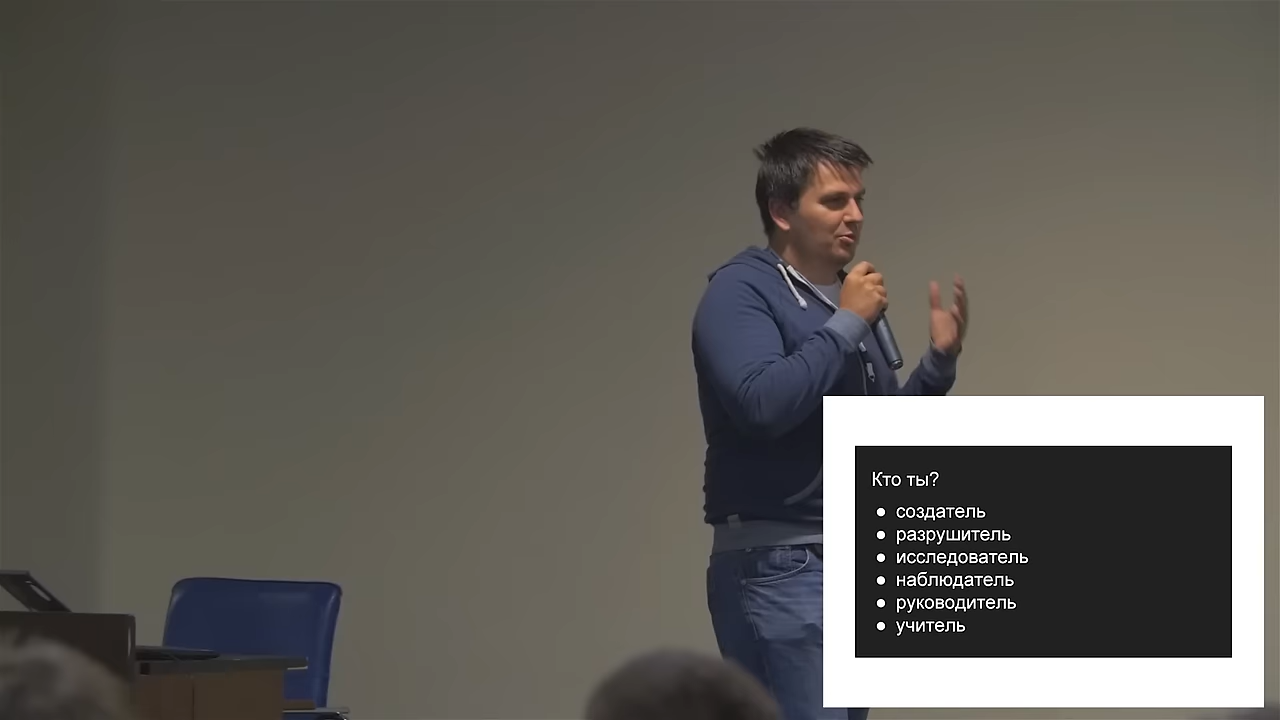 Кто ты?
● создатель
● разрушитель
● исследователь
● наблюдатель
● руководитель
● учитель